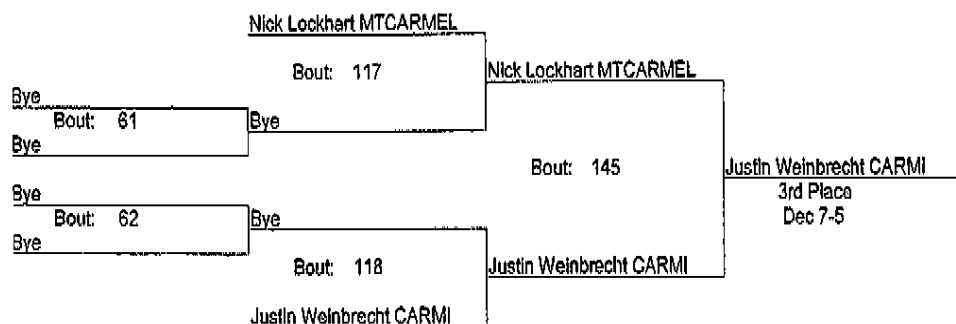 Nick Lockhart MTCARMEL
Bout: 117
Nick Lockhart MTCARMEL
Bye
Bout: 61
Bye
Bye
Bout: 145
Justin Weinbrecht CARMI
3rd Place
Dec 7-5
Bye
Bout: 62
Bye
Bye
Bout: 118
Justin Weinbrecht CARMI
Justin Weinbrecht CARMI